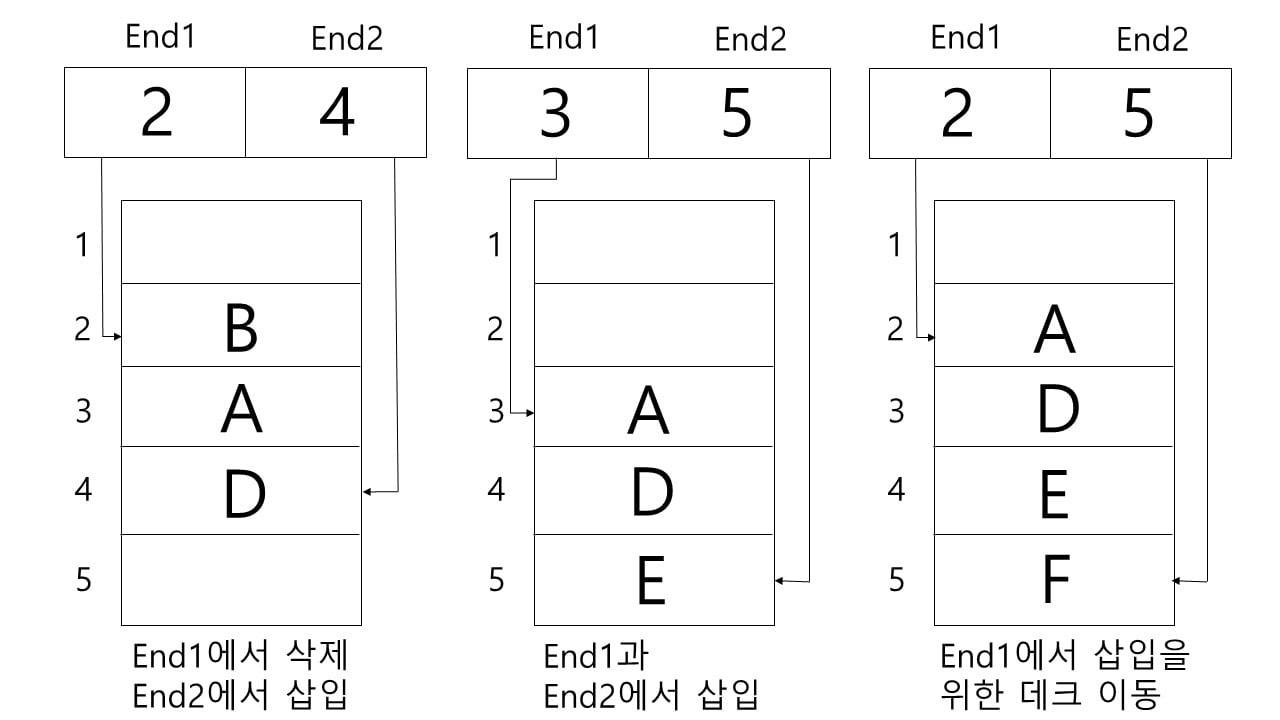 End1 End2
2 4
1
2 B
3 A
4 D
5
End1에서 삭제
End2에서 삽입
End1 End2
3 5
1
2
3 A
4 D
5 E
End1과
End2에서 삽입
End1 End2
2 5
1
2 A
3 D
4 E
5 F
End1에서 삽입을
위한 데크 이동